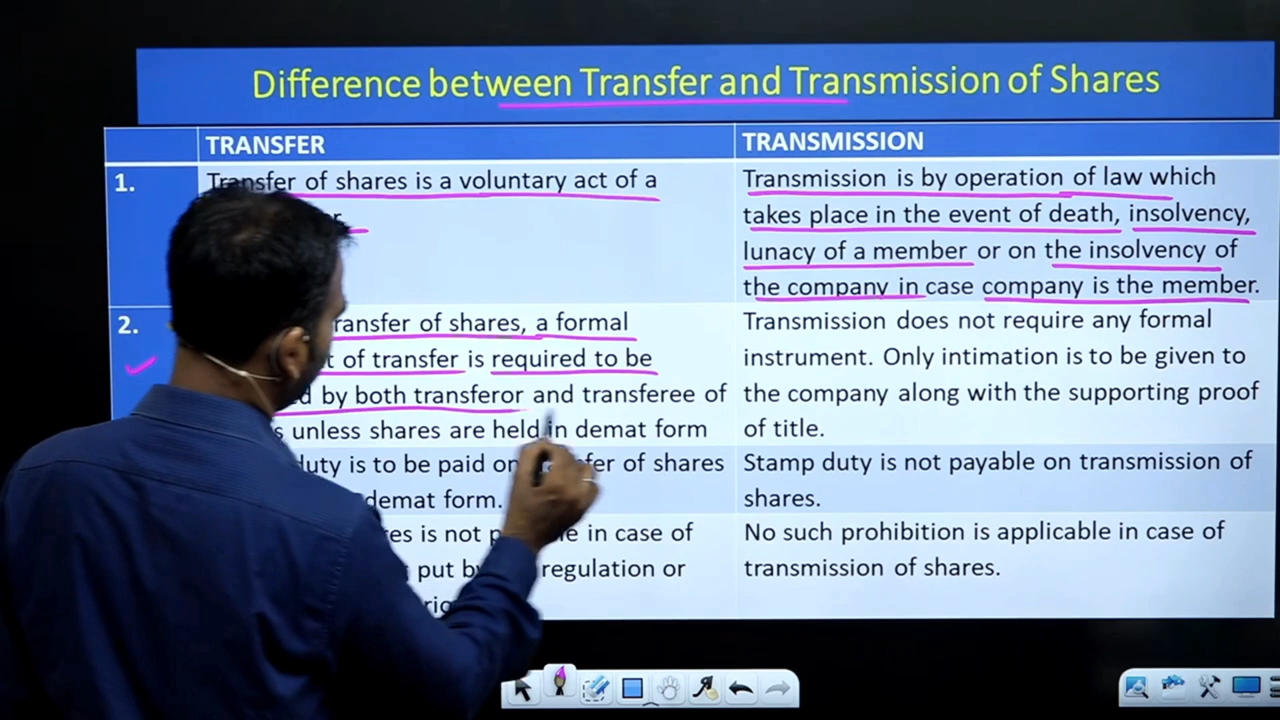 Difference between Transfer and Transmission of Shares
TRANSFER
TRANSMISSION
1.
Transfer of shares is a voluntary act of a
Transmission is by operation of law which
takes place in the event of death, insolvency,
lunacy of a member or on the insolvency of
the company in case company is the member.
2.
transfer of shares, a formal
of transfer is required to be
by both transferor and transferee of
unless shares are held in demat form
Transmission does not require any formal
instrument. Only intimation is to be given to
the company along with the supporting proof
of title.
duty is to be paid on transfer of shares
demat form.
Stamp duty is not payable on transmission of
shares.
is not in case of
put by regulation or
No such prohibition is applicable in case of
transmission of shares.